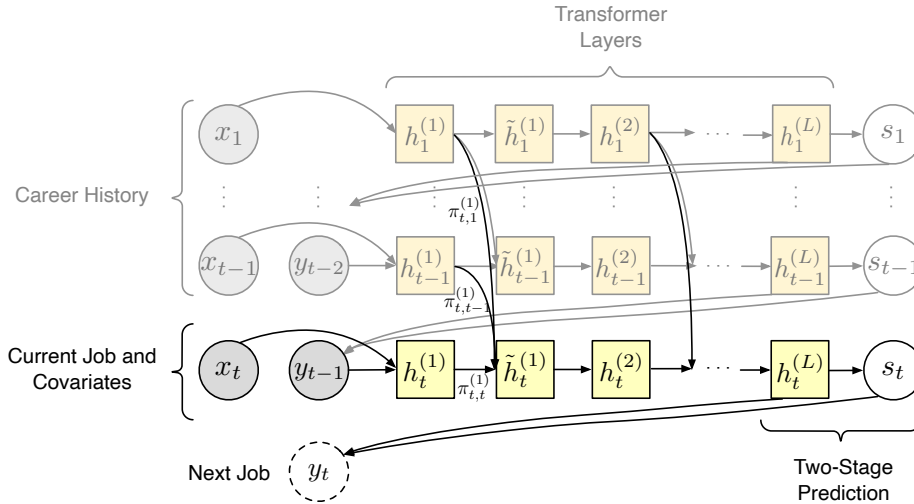 Transformer
Layers
x_1 h_1^{(1)} \tilde{h}_1^{(1)} h_1^{(2)} ⋯ h_1^{(L)} s_1
Career History
⋮ ⋮ ⋮ ⋮ ⋮ ⋮ ⋮
π_{t,1}^{(1)}
x_{t-1} y_{t-2} h_{t-1}^{(1)} \tilde{h}_{t-1}^{(1)} h_{t-1}^{(2)} ⋯ h_{t-1}^{(L)} s_{t-1}
π_{t,t-1}^{(1)}
Current Job and
Covariates
x_t y_{t-1} h_t^{(1)} \tilde{h}_t^{(1)} h_t^{(2)} ⋯ h_t^{(L)} s_t
π_{t,t}^{(1)}
Next Job y_t
Two-Stage
Prediction